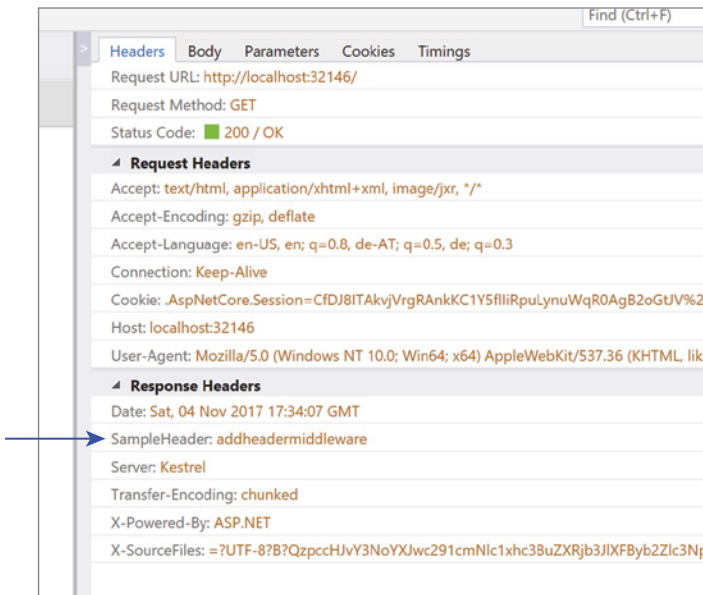 Find (Ctrl+F)
Headers Body Parameters Cookies Timings
Request URL: http://localhost:32146/
Request Method: GET
Status Code: 200 / OK
Request Headers
Accept: text/html, application/xhtml+xml, image/jxr, */*
Accept-Encoding: gzip, deflate
Accept-Language: en-US, en; q=0.8, de-AT; q=0.5, de; q=0.3
Connection: Keep-Alive
Cookie: .AspNetCore.Session=
Host: localhost:32146
User-Agent: Mozilla/5.0 (Windows NT 10.0; Win64; x64) AppleWebKit/537.36 (KHTML, lik
Response Headers
Date: Sat, 04 Nov 2017 17:34:07 GMT
SampleHeader: addheadermiddleware
Server: Kestrel
Transfer-Encoding: chunked
X-Powered-By: ASP.NET
X-SourceFiles: